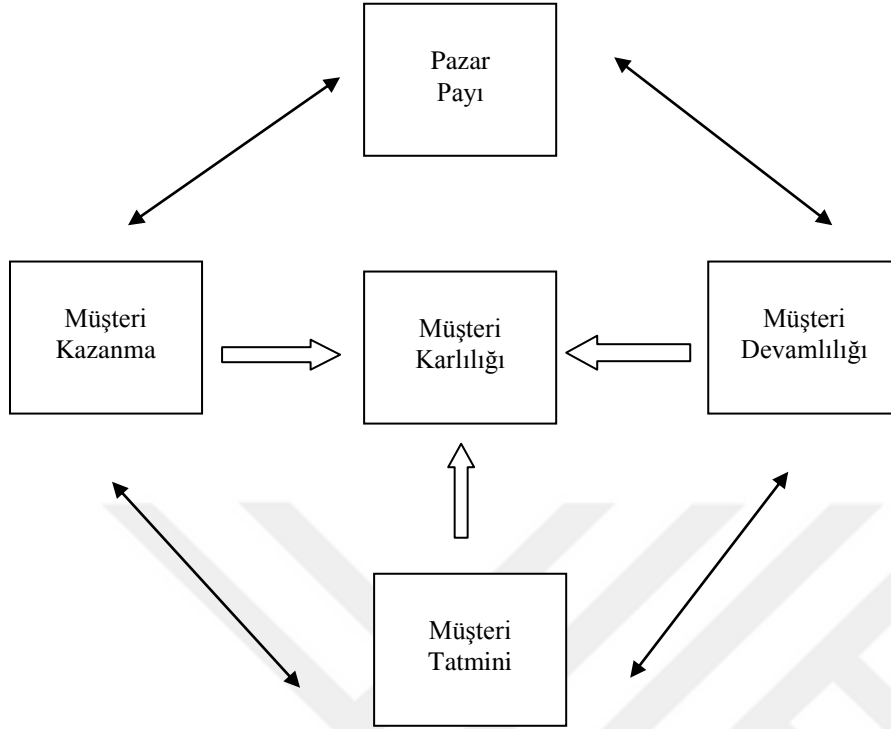 Pazar
Payı
Müşteri
Kazanma
Müşteri
Karlılığı
Müşteri
Devamlılığı
Müşteri
Tatmini